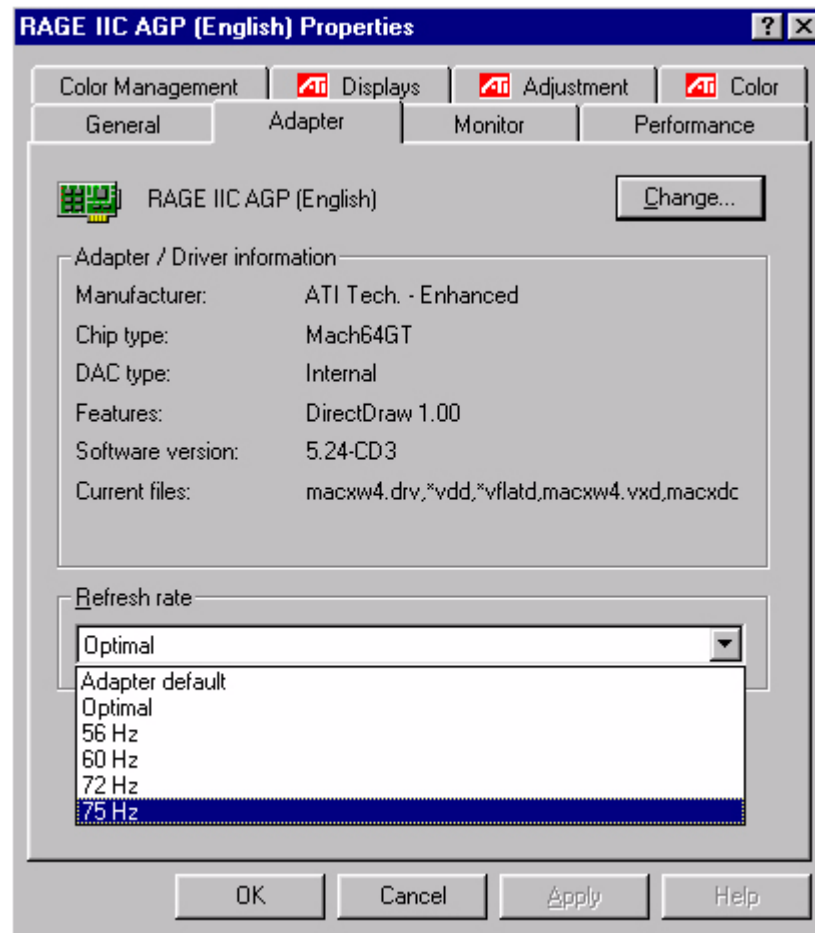 RAGE IIC AGP (English) Properties
Color Management ATI Displays ATI Adjustment ATI Color
General Adapter Monitor Performance
RAGE IIC AGP (English) Change...
Adapter / Driver information
Manufacturer: ATI Tech. - Enhanced
Chip type: Mach64GT
DAC type: Internal
Features: DirectDraw 1.00
Software version: 5.24-CD3
Current files: macxw4.drv,*vdd,*vflatd,macxw4.vxd,macxdc
Refresh rate
Optimal
Adapter default
Optimal
56 Hz
60 Hz
72 Hz
75 Hz
OK Cancel Apply Help